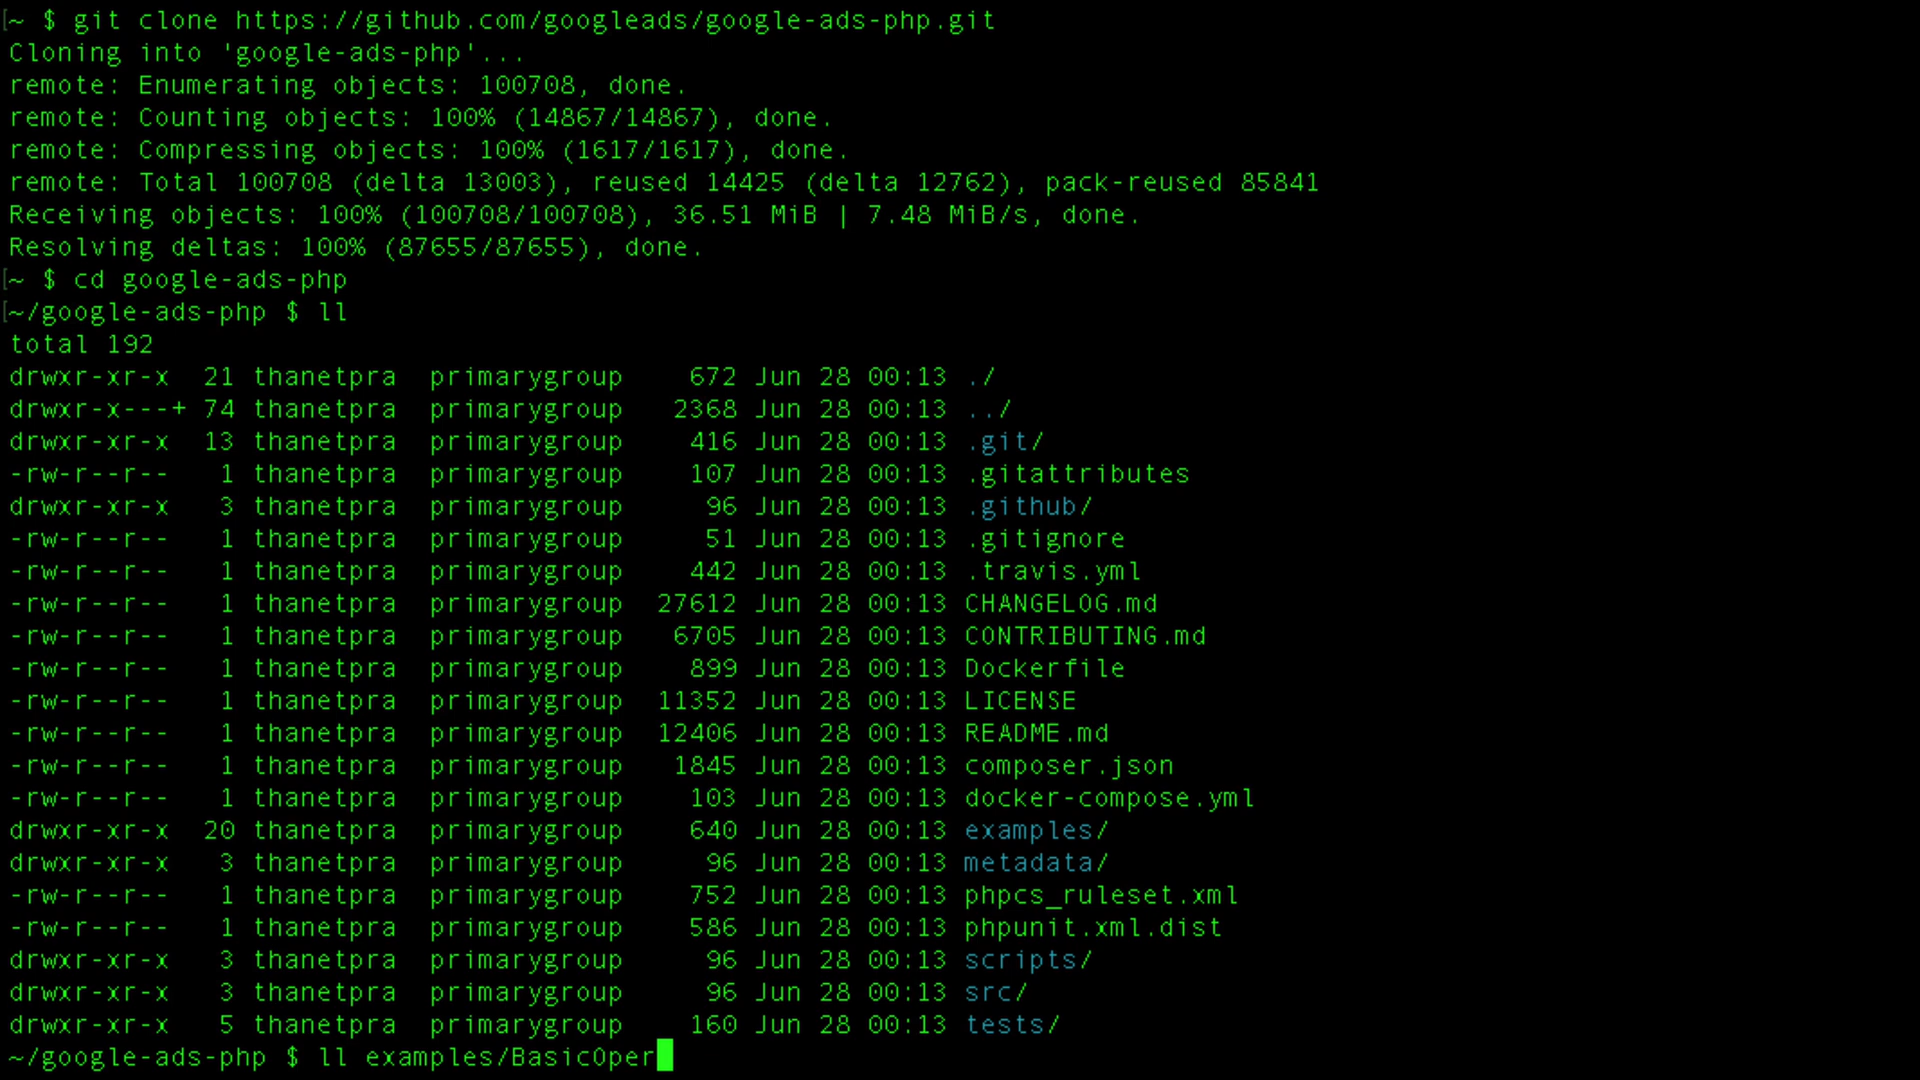 [~ $ git clone https://github.com/googleads/google-ads-php.git
Cloning into 'google-ads-php'...
remote: Enumerating objects: 100708, done.
remote: Counting objects: 100% (14867/14867), done.
remote: Compressing objects: 100% (1617/1617), done.
remote: Total 100708 (delta 13003), reused 14425 (delta 12762), pack-reused 85841
Receiving objects: 100% (100708/100708), 36.51 MiB | 7.48 MiB/s, done.
Resolving deltas: 100% (87655/87655), done.
[~ $ cd google-ads-php
[~/google-ads-php $ ll
total 192
drwxr-xr-x  21 thanetpra  primarygroup    672 Jun 28 00:13 ./
drwxr-x---+ 74 thanetpra  primarygroup   2368 Jun 28 00:13 ../
drwxr-xr-x  13 thanetpra  primarygroup    416 Jun 28 00:13 .git/
-rw-r--r--   1 thanetpra  primarygroup    107 Jun 28 00:13 .gitattributes
drwxr-xr-x   3 thanetpra  primarygroup     96 Jun 28 00:13 .github/
-rw-r--r--   1 thanetpra  primarygroup     51 Jun 28 00:13 .gitignore
-rw-r--r--   1 thanetpra  primarygroup    442 Jun 28 00:13 .travis.yml
-rw-r--r--   1 thanetpra  primarygroup  27612 Jun 28 00:13 CHANGELOG.md
-rw-r--r--   1 thanetpra  primarygroup   6705 Jun 28 00:13 CONTRIBUTING.md
-rw-r--r--   1 thanetpra  primarygroup    899 Jun 28 00:13 Dockerfile
-rw-r--r--   1 thanetpra  primarygroup  11352 Jun 28 00:13 LICENSE
-rw-r--r--   1 thanetpra  primarygroup  12406 Jun 28 00:13 README.md
-rw-r--r--   1 thanetpra  primarygroup   1845 Jun 28 00:13 composer.json
-rw-r--r--   1 thanetpra  primarygroup    103 Jun 28 00:13 docker-compose.yml
drwxr-xr-x  20 thanetpra  primarygroup    640 Jun 28 00:13 examples/
drwxr-xr-x   3 thanetpra  primarygroup     96 Jun 28 00:13 metadata/
-rw-r--r--   1 thanetpra  primarygroup    752 Jun 28 00:13 phpcs_ruleset.xml
-rw-r--r--   1 thanetpra  primarygroup    586 Jun 28 00:13 phpunit.xml.dist
drwxr-xr-x   3 thanetpra  primarygroup     96 Jun 28 00:13 scripts/
drwxr-xr-x   3 thanetpra  primarygroup     96 Jun 28 00:13 src/
drwxr-xr-x   5 thanetpra  primarygroup    160 Jun 28 00:13 tests/
~/google-ads-php $ ll examples/BasicOper